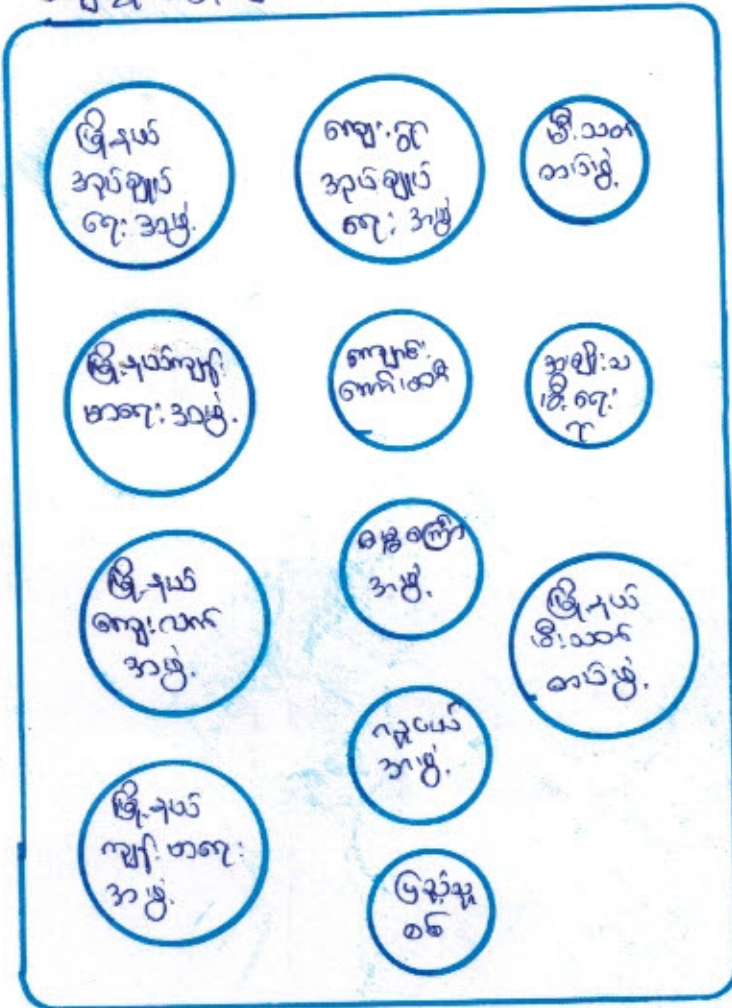 မြို့နယ်
အုပ်ချုပ်
ရေး အဖွဲ့
ကျေးရွာ
အုပ်ချုပ်
ရေး အဖွဲ့
မီးသတ်
တပ်ဖွဲ့
မြို့နယ်ကျန်း
မာရေး အဖွဲ့
ကျောင်း
ကော်မတီ
အမျိုးသ
မီးရေး
ရာ
မြို့နယ်
ကျေးလက်
အဖွဲ့
အဖွဲ့
မြို့နယ်
မီးသတ်
တပ်ဖွဲ့
လူငယ်
အဖွဲ့
မြို့နယ်
ကျန်းမာရေး
အဖွဲ့
ပြည်သူ့
စစ်